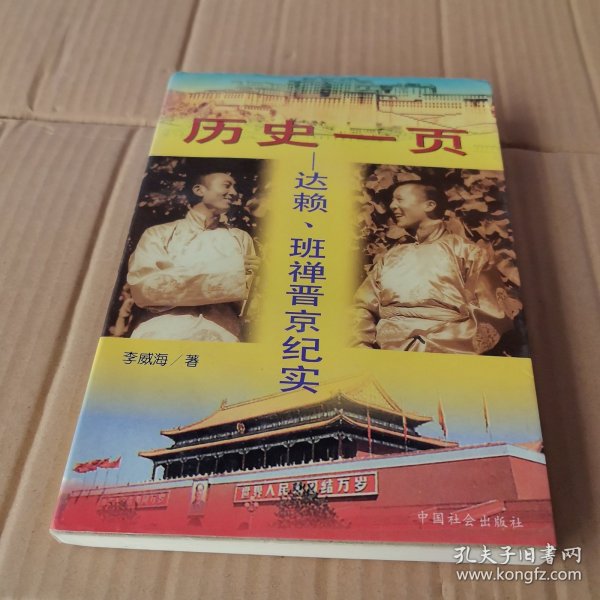 历史一页
—达赖、班禅晋京纪实
李威海/著
世界人民大团结万岁
中国社会出版社
孔夫子旧书网
www.kongfz.com